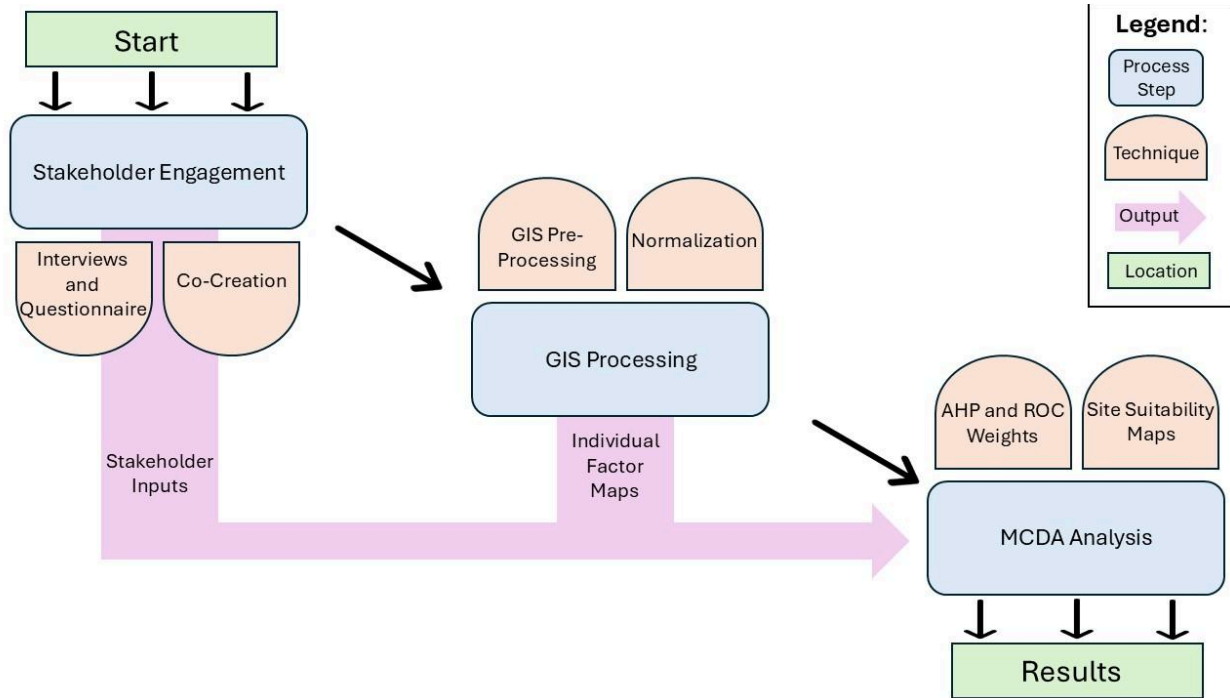 Start
Stakeholder Engagement
Interviews
and
Questionnaire
Co-Creation
Stakeholder
Inputs
GIS Pre-
Processing
Normalization
GIS Processing
Individual
Factor
Maps
AHP and ROC
Weights
Site Suitability
Maps
MCDA Analysis
Results
Legend:
Process
Step
Technique
Output
Location